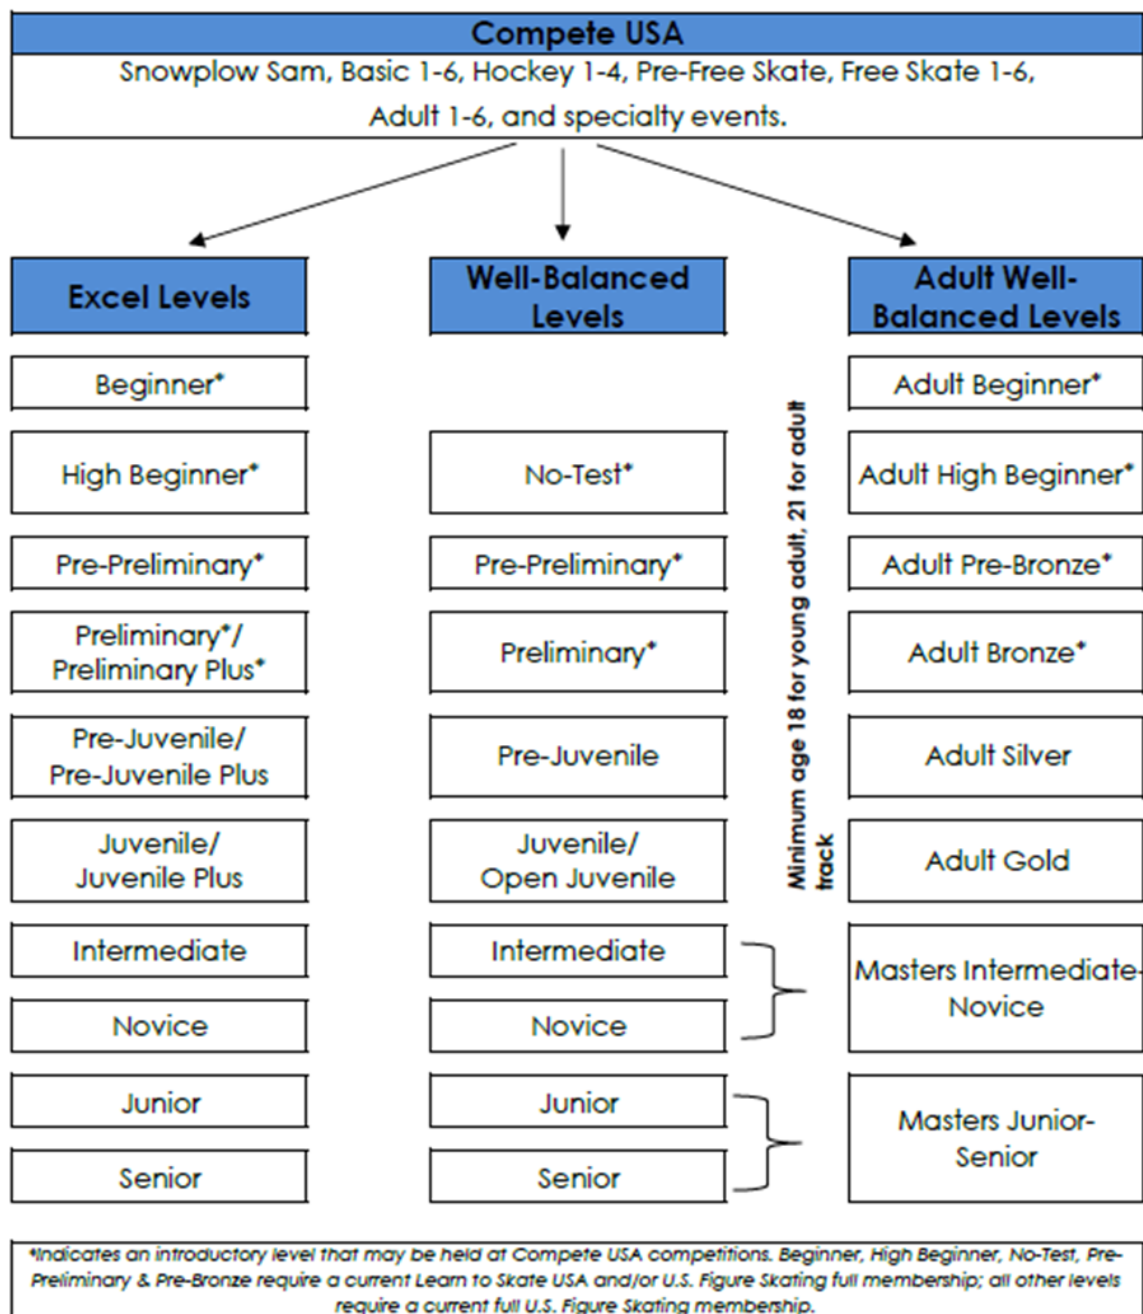 Compete USA
Snowplow Sam, Basic 1-6, Hockey 1-4, Pre-Free Skate, Free Skate 1-6,
Adult 1-6, and specialty events.
Excel Levels
Beginner*
High Beginner*
Pre-Preliminary*
Preliminary*/
Preliminary Plus*
Pre-Juvenile/
Pre-Juvenile Plus
Juvenile/
Juvenile Plus
Intermediate
Novice
Junior
Senior
Well-Balanced
Levels
No-Test*
Pre-Preliminary*
Preliminary*
Pre-Juvenile
Juvenile/
Open Juvenile
Intermediate
Novice
Junior
Senior
Minimum age 18 for young adult, 21 for adult
track
Adult Well-
Balanced Levels
Adult Beginner*
Adult High Beginner*
Adult Pre-Bronze*
Adult Bronze*
Adult Silver
Adult Gold
Masters Intermediate-
Novice
Masters Junior-
Senior
*Indicates an introductory level that may be held at Compete USA competitions. Beginner, High Beginner, No-Test, Pre-
Preliminary & Pre-Bronze require a current Learn to Skate USA and/or U.S. Figure Skating full membership; all other levels
require a current full U.S. Figure Skating membership.